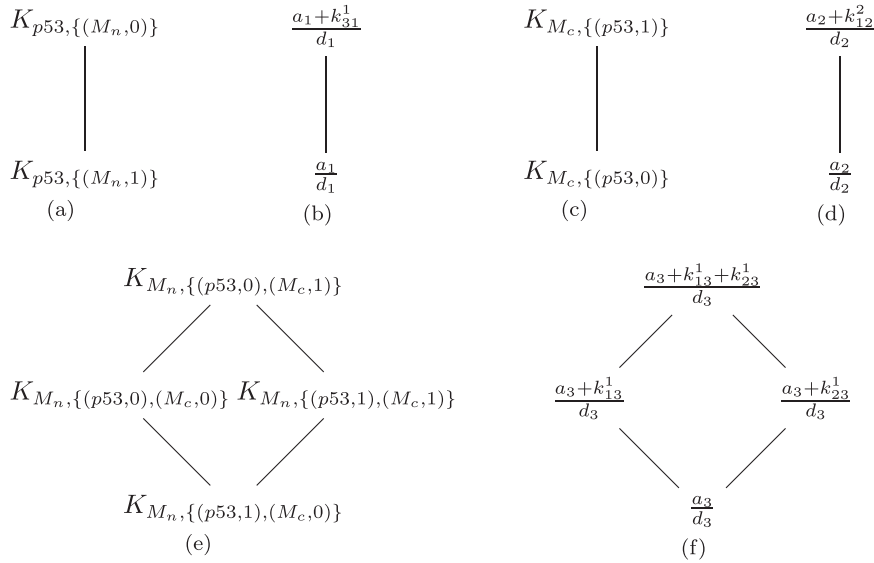 K_{p53,{(M_n,0)}} \frac{a_1+k_{31}^1}{d_1} K_{M_c,{(p53,1)}} \frac{a_2+k_{12}^2}{d_2}
K_{p53,{(M_n,1)}} \frac{a_1}{d_1} K_{M_c,{(p53,0)}} \frac{a_2}{d_2}
(a) (b) (c) (d)
K_{M_n,{(p53,0),(M_c,1)}} \frac{a_3+k_{13}^1+k_{23}^1}{d_3}
K_{M_n,{(p53,0),(M_c,0)}} K_{M_n,{(p53,1),(M_c,1)}} \frac{a_3+k_{13}^1}{d_3} \frac{a_3+k_{23}^1}{d_3}
K_{M_n,{(p53,1),(M_c,0)}} \frac{a_3}{d_3}
(e) (f)